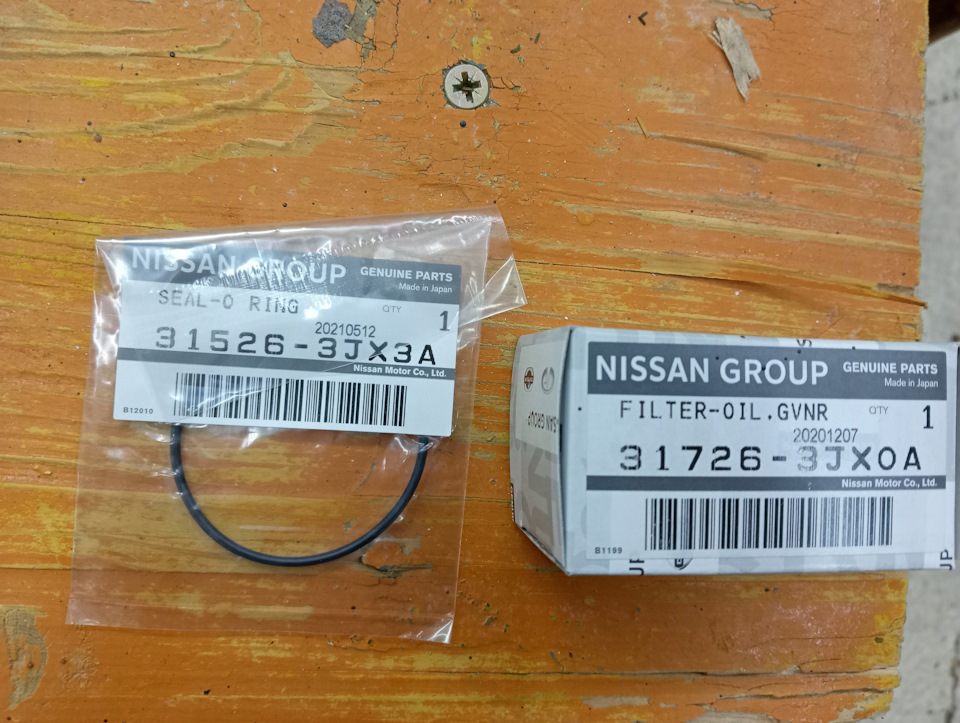 NISSAN GROUP GENUINE PARTS
Made in Japan
SEAL-O RING QTY 1
20210512
31526-3JX3A
Nissan Motor Co., Ltd.
B12010
NISSAN GROUP GENUINE PARTS
Made in Japan
FILTER-OIL.GVNR QTY 1
20201207
31726-3JX0A
Nissan Motor Co., Ltd.
B1199